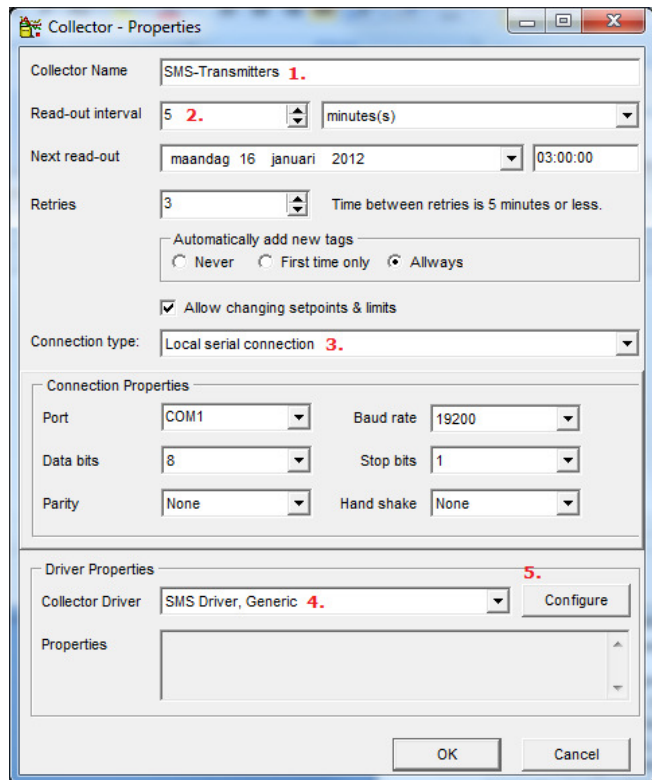 Collector - Properties
Collector Name SMS-Transmitters 1.
Read-out interval 5 2. minutes(s)
Next read-out maandag 16 januari 2012 03:00:00
Retries 3 Time between retries is 5 minutes or less.
Automatically add new tags
Never First time only Allways
Allow changing setpoints & limits
Connection type: Local serial connection 3.
Connection Properties
Port COM1 Baud rate 19200
Data bits 8 Stop bits 1
Parity None Hand shake None
Driver Properties 5.
Collector Driver SMS Driver, Generic 4. Configure
Properties
OK Cancel